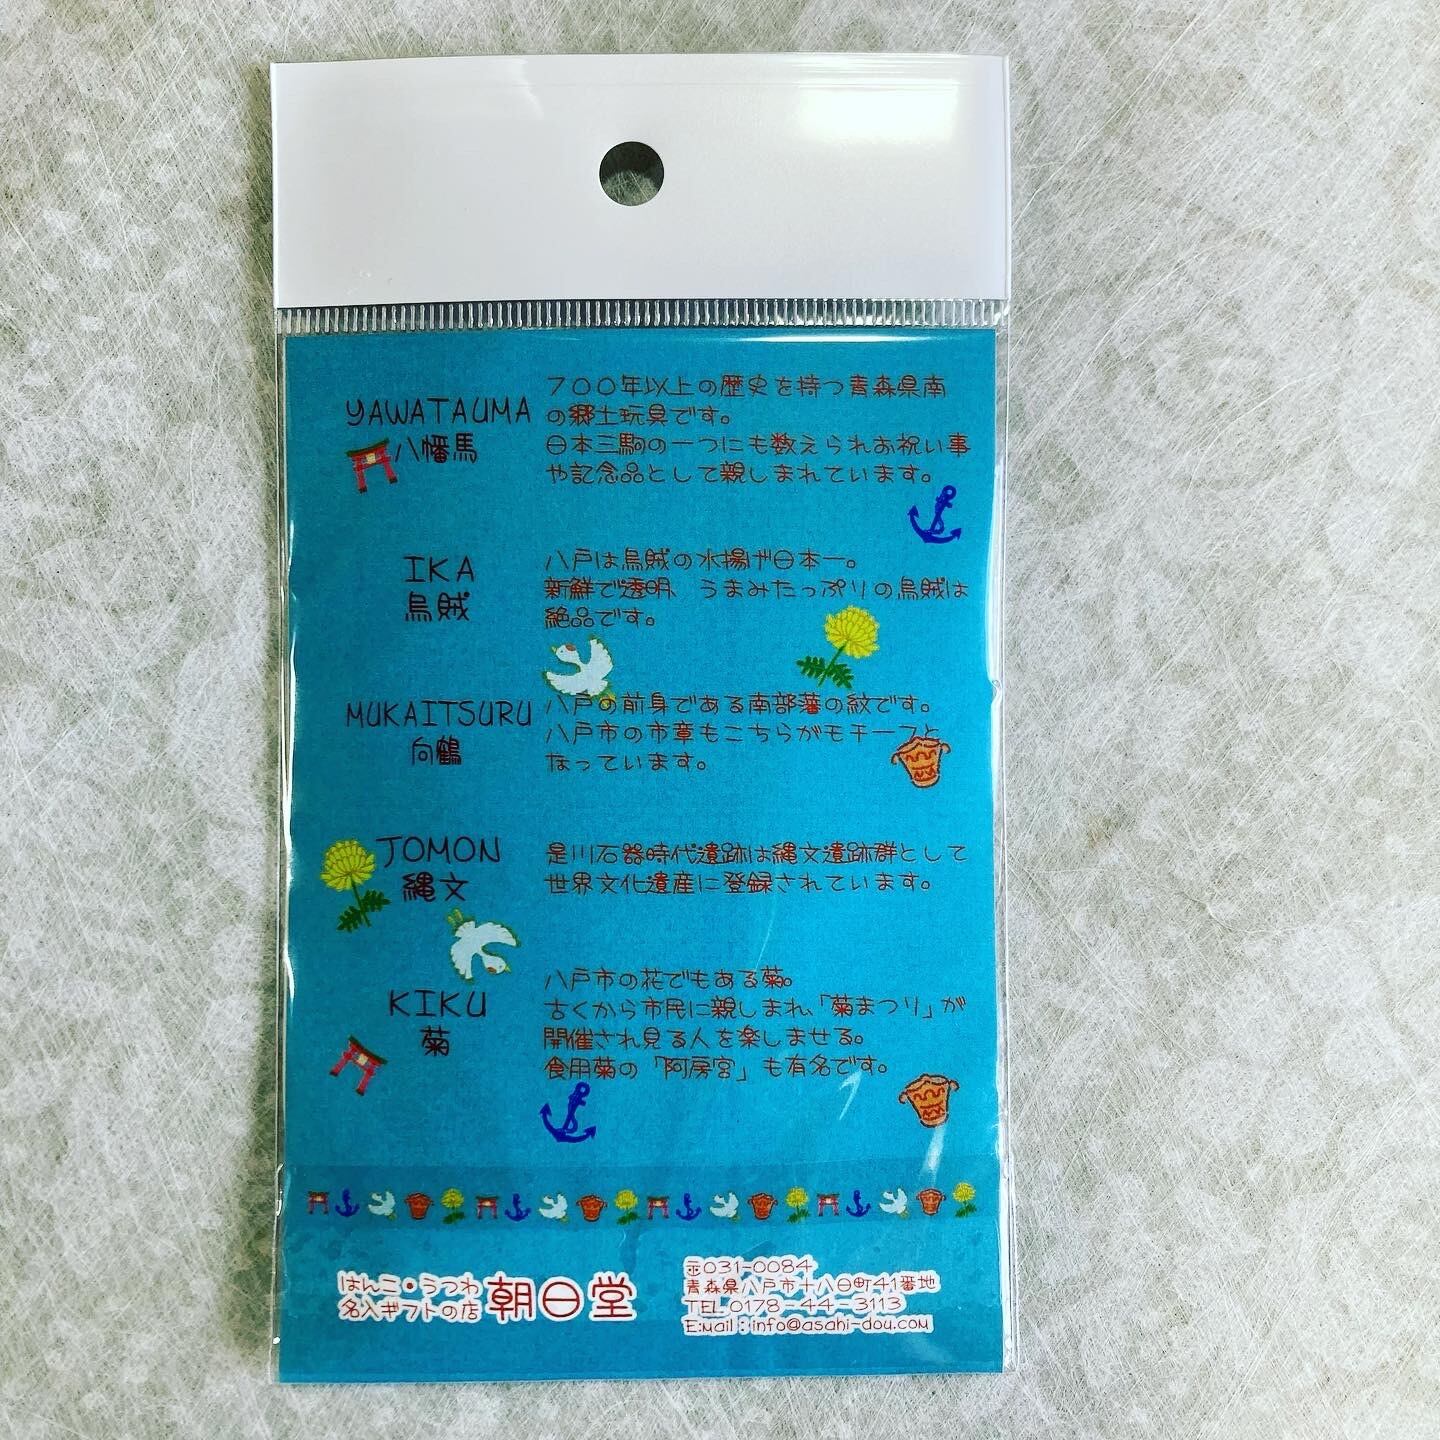 YAWATAUMA
八幡馬
700年以上の歴史を持つ青森県南
の郷土玩具です。
日本三駒の一つにも数えられお祝い事
や記念品として親しまれています。
IKA
烏賊
八戸は烏賊の水揚げ日本一。
新鮮で透明、うまみたっぷりの烏賊は
絶品です。
MUKAITSURU
向鶴
八戸の前身である南部藩の紋です。
八戸市の市章もこちらがモチーフと
なっています。
JOMON
縄文
是川石器時代遺跡は縄文遺跡群として
世界文化遺産に登録されています。
KIKU
菊
八戸市の花でもある菊。
古くから市民に親しまれ、「菊まつり」が
開催され見る人を楽しませる。
食用菊の「阿房宮」も有名です。
はんこ・うつわ
名入ギフトの店
朝日堂
〠031-0084
青森県八戸市十八日町41番地
TEL 0178-44-3113
E:mail:info@asahi-dou.com